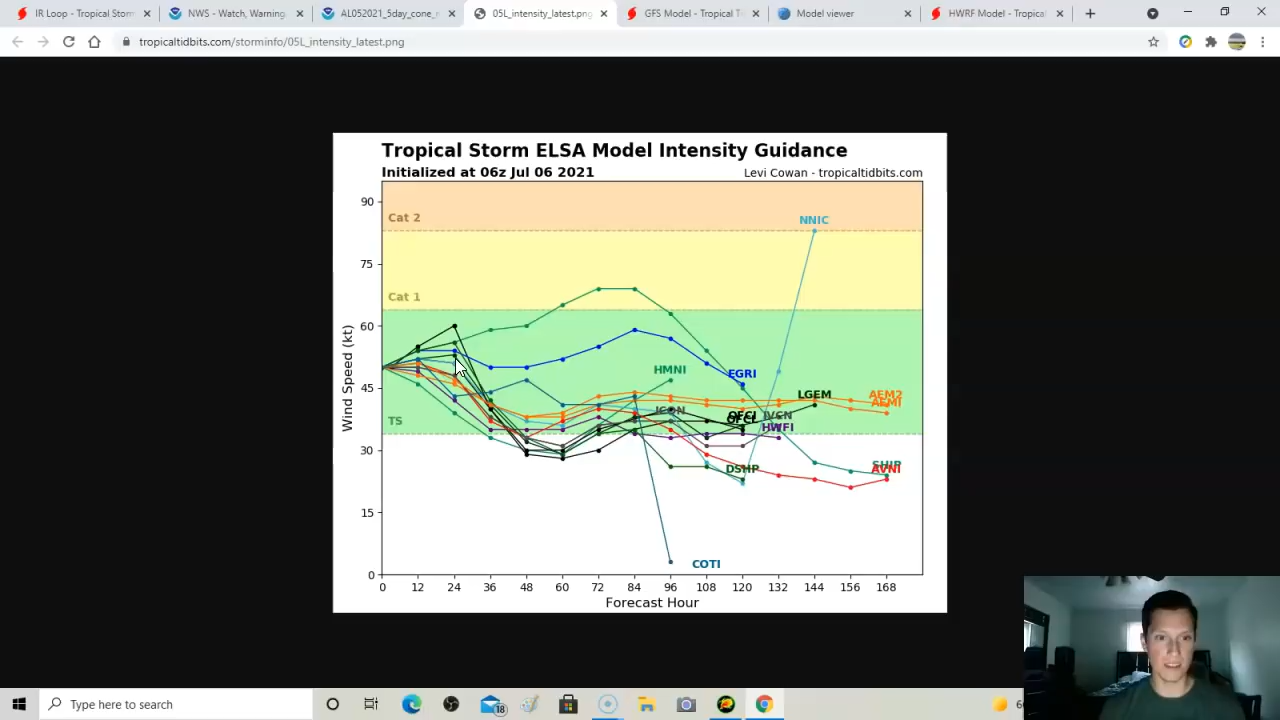 IR Loop - Tropical Storm
NWS - Watch, Warning
AL052021_5day_cone_n
05L_intensity_latest.png
GFS Model - Tropical T
Model viewer
HWRF Model - Tropical
tropicaltidbits.com/storminfo/05L_intensity_latest.png
Tropical Storm ELSA Model Intensity Guidance
Initialized at 06z Jul 06 2021
Levi Cowan - tropicaltidbits.com
90
Cat 2
NNIC
75
Cat 1
60
HMNI
EGRI
45
LGEM
AEM2
AEMI
TS
IVCN
HWFI
30
DSHP
SHIP
AVNI
15
COTI
0
0 12 24 36 48 60 72 84 96 108 120 132 144 156 168
Wind Speed (kt)
Forecast Hour
Type here to search
18